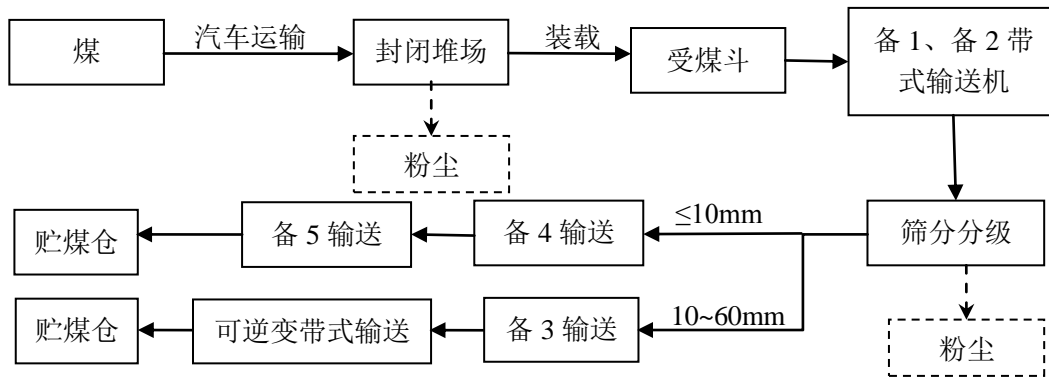 煤
汽车运输
封闭堆场
装载
受煤斗
备 1、备 2 带
式输送机
粉尘
贮煤仓
备 5 输送
备 4 输送
≤10mm
筛分分级
贮煤仓
可逆变带式输送
备 3 输送
10~60mm
粉尘